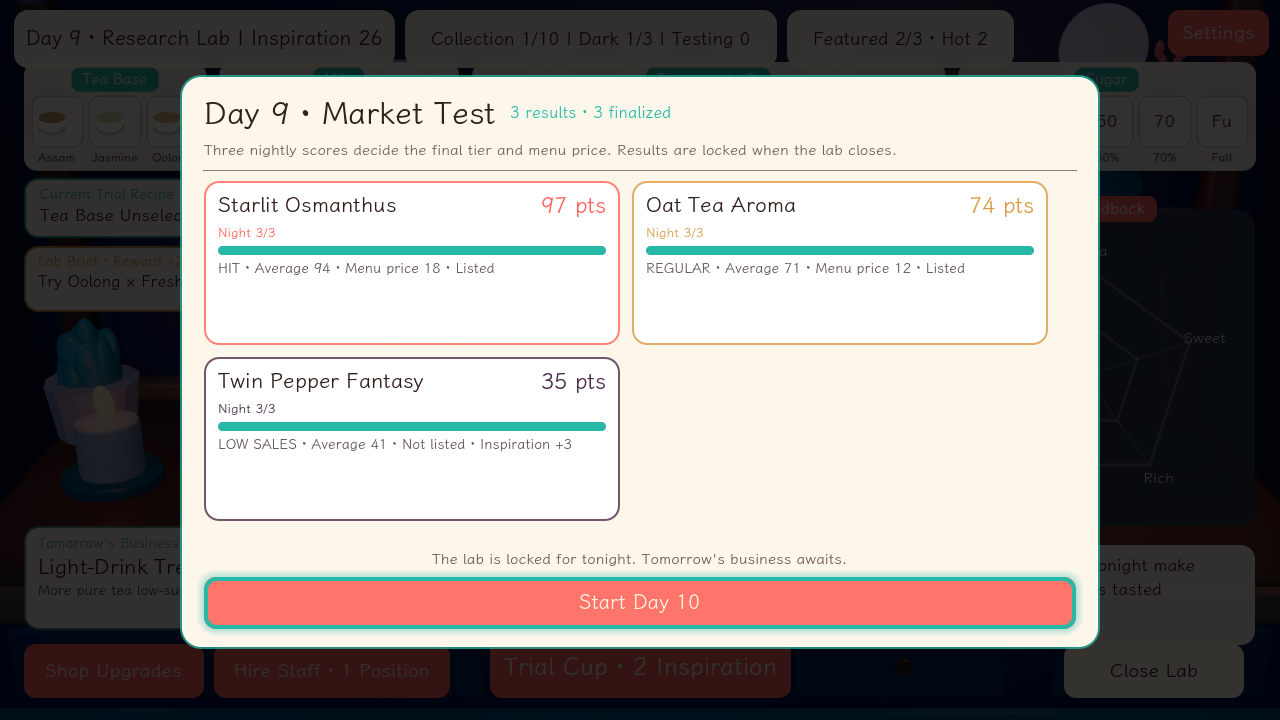 Day 9 • Research Lab | Inspiration 26
Collection 1/10 | Dark 1/3 | Testing 0
Featured 2/3 • Hot 2
Settings
Tea Base
Sugar
Assam
Jasmine
70
Fu
70%
Full
Current Trial Recipe
Tea Base Unselec
Lab Brief • Reward +2
Try Oolong x Fresh
Day 9 • Market Test
3 results • 3 finalized
Three nightly scores decide the final tier and menu price. Results are locked when the lab closes.
Starlit Osmanthus
97 pts
Night 3/3
HIT • Average 94 • Menu price 18 • Listed
Oat Tea Aroma
74 pts
Night 3/3
REGULAR • Average 71 • Menu price 12 • Listed
Twin Pepper Fantasy
35 pts
Night 3/3
LOW SALES • Average 41 • Not listed • Inspiration +3
Sweet
Rich
The lab is locked for tonight. Tomorrow's business awaits.
Start Day 10
Tomorrow's Business
Light-Drink Tre
More pure tea low-su
onight make
s tasted
Shop Upgrades
Hire Staff • 1 Position
Trial Cup • 2 Inspiration
Close Lab